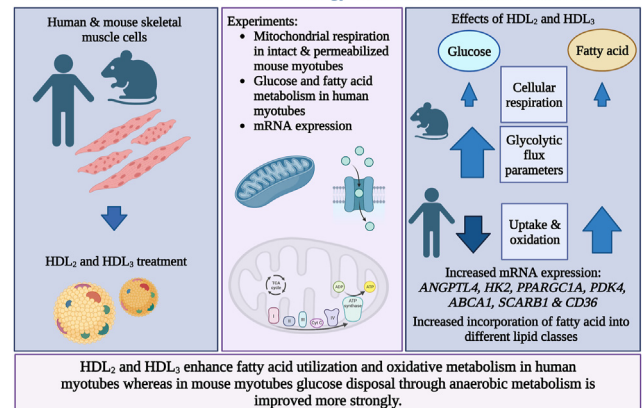 Human & mouse skeletal
muscle cells
HDL₂ and HDL₃ treatment
Experiments:
• Mitochondrial respiration
in intact & permeabilized
mouse myotubes
• Glucose and fatty acid
metabolism in human
myotubes
• mRNA expression
TCA
cycle
ADP
ATP
ATP
synthase
I
II
III
Cyt C
IV
Effects of HDL₂ and HDL₃
Glucose
Fatty acid
Cellular
respiration
Glycolytic
flux
parameters
Uptake &
oxidation
Increased mRNA expression:
ANGPTL4, HK2, PPARGC1A, PDK4,
ABCA1, SCARB1 & CD36
Increased incorporation of fatty acid into
different lipid classes
HDL₂ and HDL₃ enhance fatty acid utilization and oxidative metabolism in human
myotubes whereas in mouse myotubes glucose disposal through anaerobic metabolism is
improved more strongly.